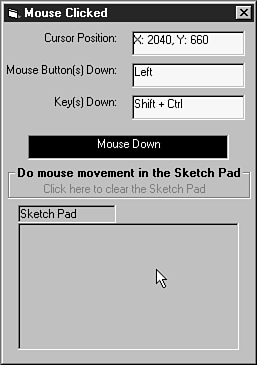 Mouse Clicked
Cursor Position: X: 2040, Y: 660
Mouse Button(s) Down: Left
Key(s) Down: Shift + Ctrl
Mouse Down
Do mouse movement in the Sketch Pad
Click here to clear the Sketch Pad
Sketch Pad